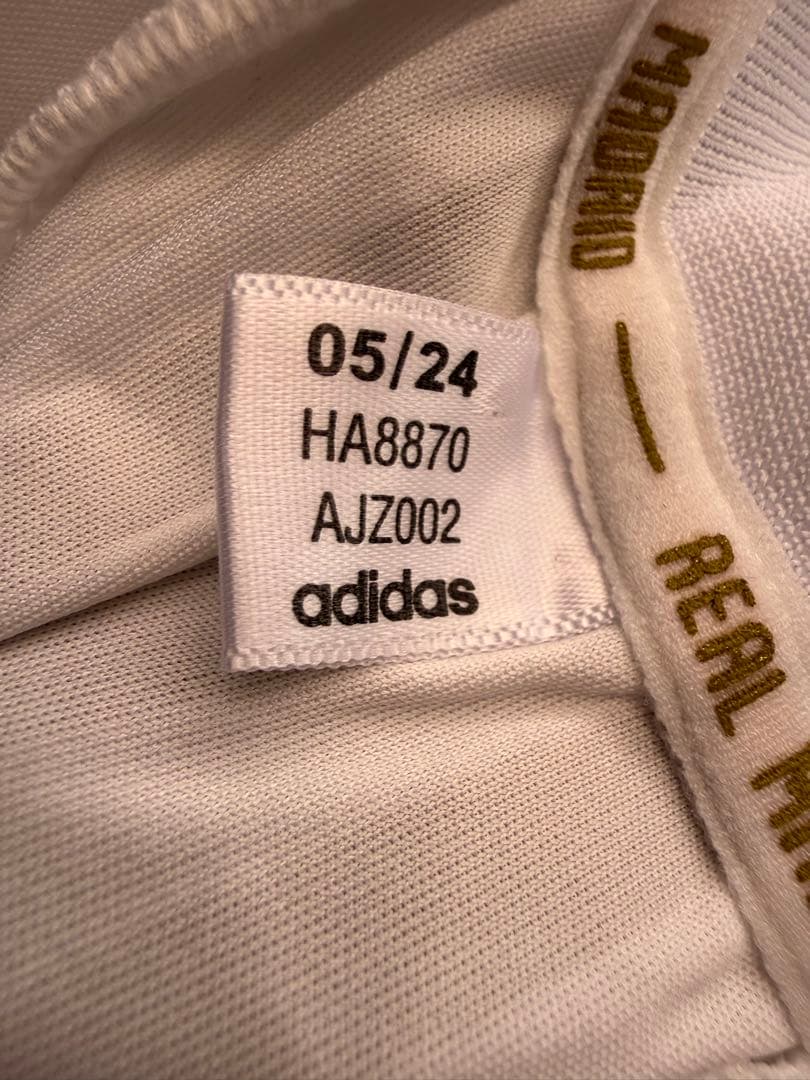 05/24
HA8870
AJZ002
adidas
MADRID — REAL